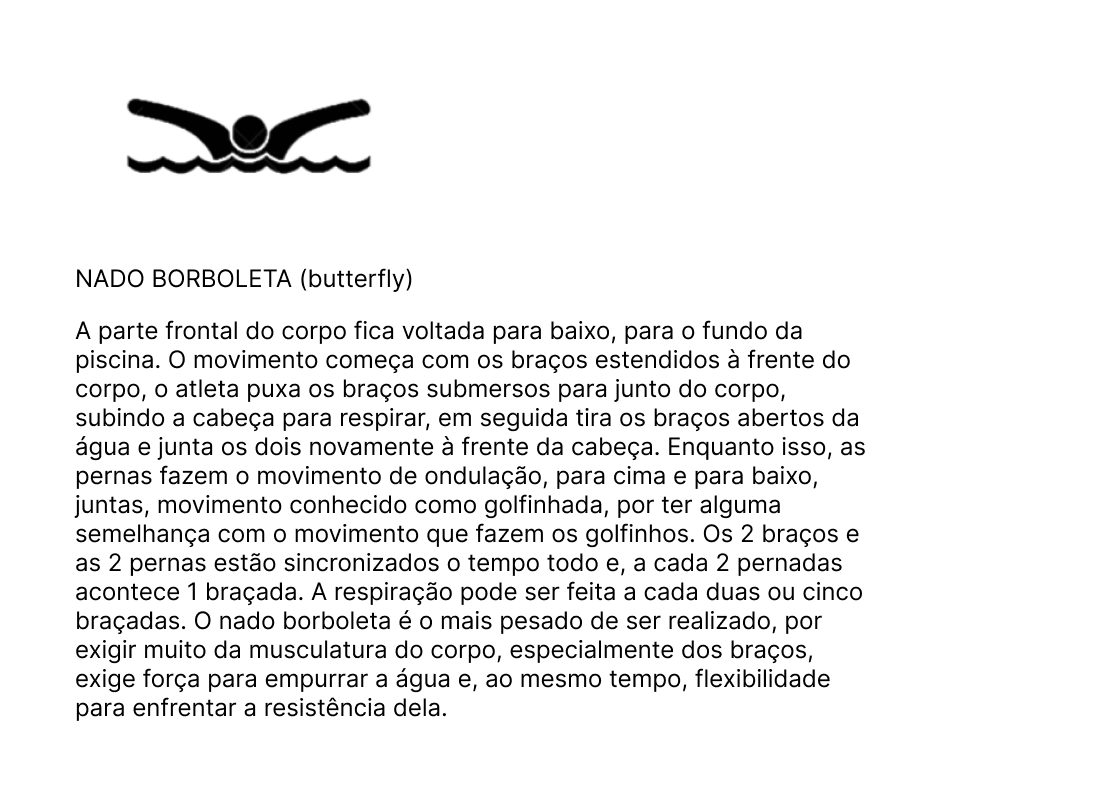 NADO BORBOLETA (butterfly)
A parte frontal do corpo fica voltada para baixo, para o fundo da
piscina. O movimento começa com os braços estendidos à frente do
corpo, o atleta puxa os braços submersos para junto do corpo,
subindo a cabeça para respirar, em seguida tira os braços abertos da
água e junta os dois novamente à frente da cabeça. Enquanto isso, as
pernas fazem o movimento de ondulação, para cima e para baixo,
juntas, movimento conhecido como golfinhada, por ter alguma
semelhança com o movimento que fazem os golfinhos. Os 2 braços e
as 2 pernas estão sincronizados o tempo todo e, a cada 2 pernadas
acontece 1 braçada. A respiração pode ser feita a cada duas ou cinco
braçadas. O nado borboleta é o mais pesado de ser realizado, por
exigir muito da musculatura do corpo, especialmente dos braços,
exige força para empurrar a água e, ao mesmo tempo, flexibilidade
para enfrentar a resistência dela.